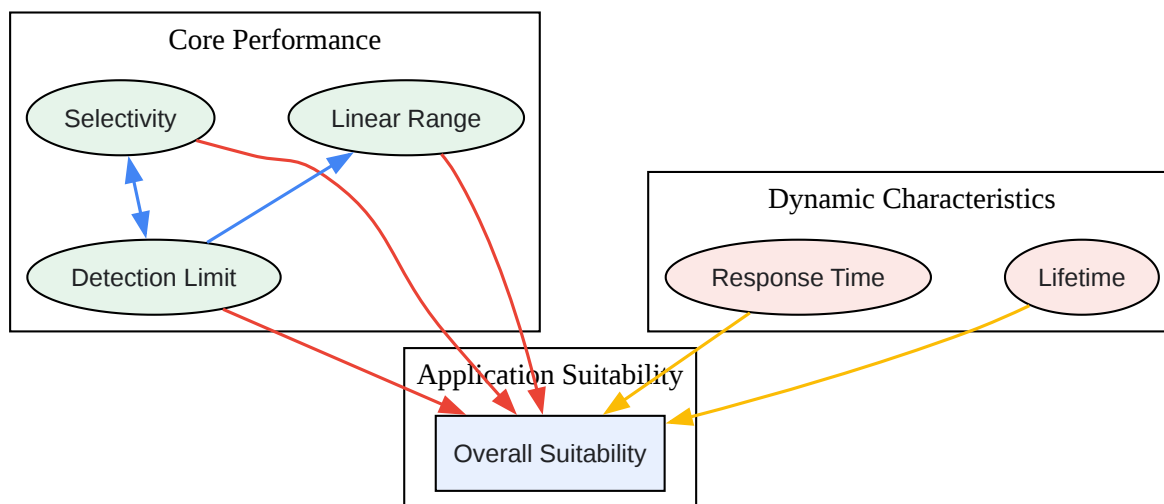 Core Performance
Selectivity
Linear Range
Detection Limit
Dynamic Characteristics
Response Time
Lifetime
Application Suitability
Overall Suitability